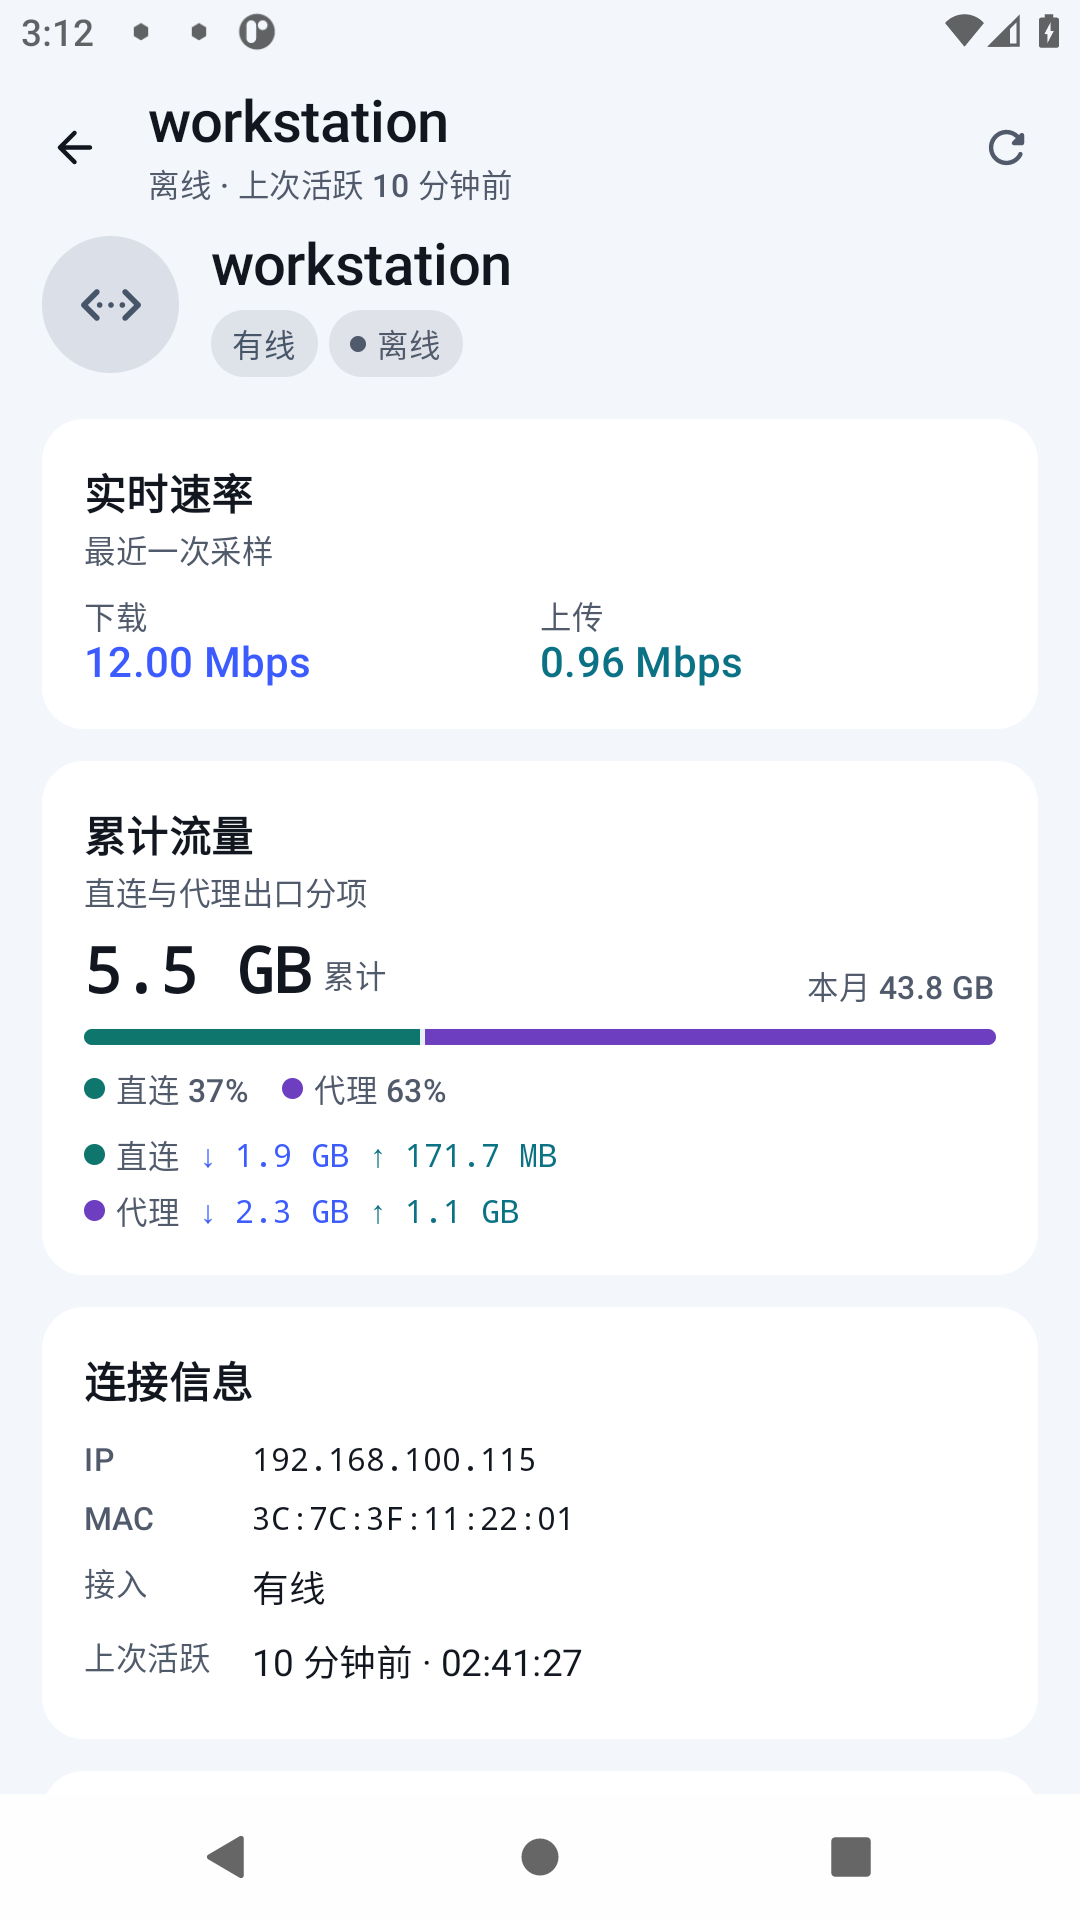 3:12
workstation
离线 · 上次活跃 10 分钟前
workstation
有线
离线
实时速率
最近一次采样
下载
上传
12.00 Mbps
0.96 Mbps
累计流量
直连与代理出口分项
5.5 GB 累计
本月 43.8 GB
直连 37%
代理 63%
直连 ↓ 1.9 GB ↑ 171.7 MB
代理 ↓ 2.3 GB ↑ 1.1 GB
连接信息
IP 192.168.100.115
MAC 3C:7C:3F:11:22:01
接入 有线
上次活跃 10 分钟前 · 02:41:27